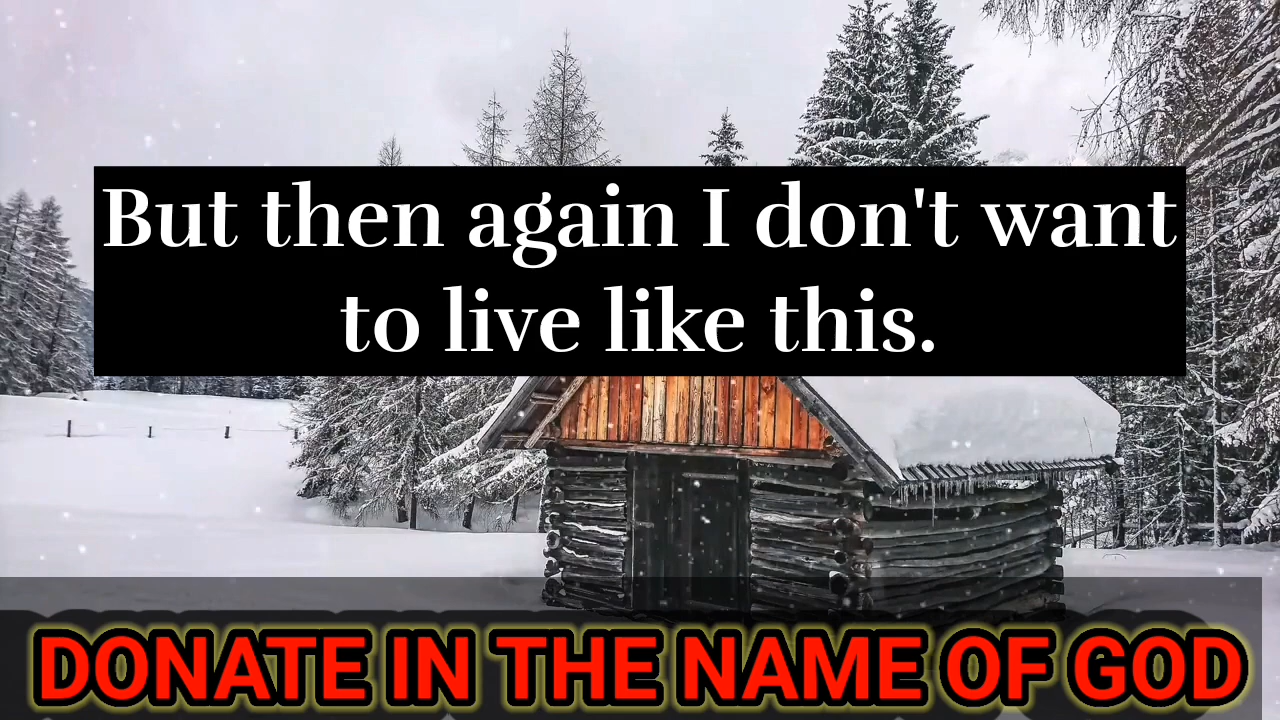 But then again I don't want
to live like this.
DONATE IN THE NAME OF GOD